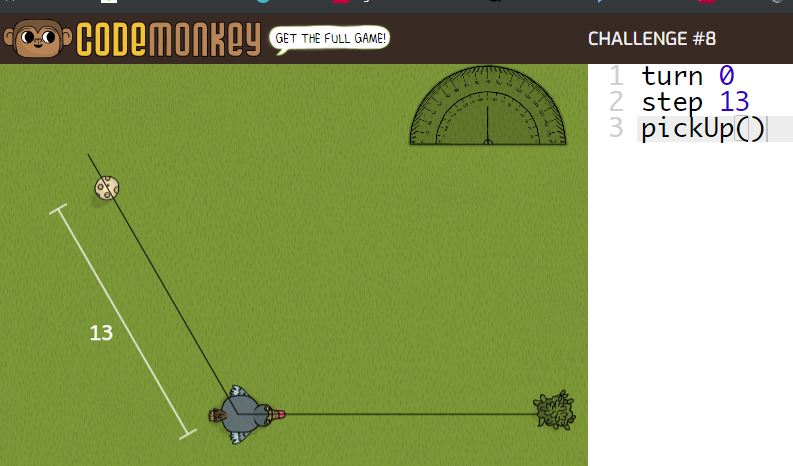 CODEMONKEY
GET THE FULL GAME!
CHALLENGE #8
1 turn 0
2 step 13
3 pickUp()
13